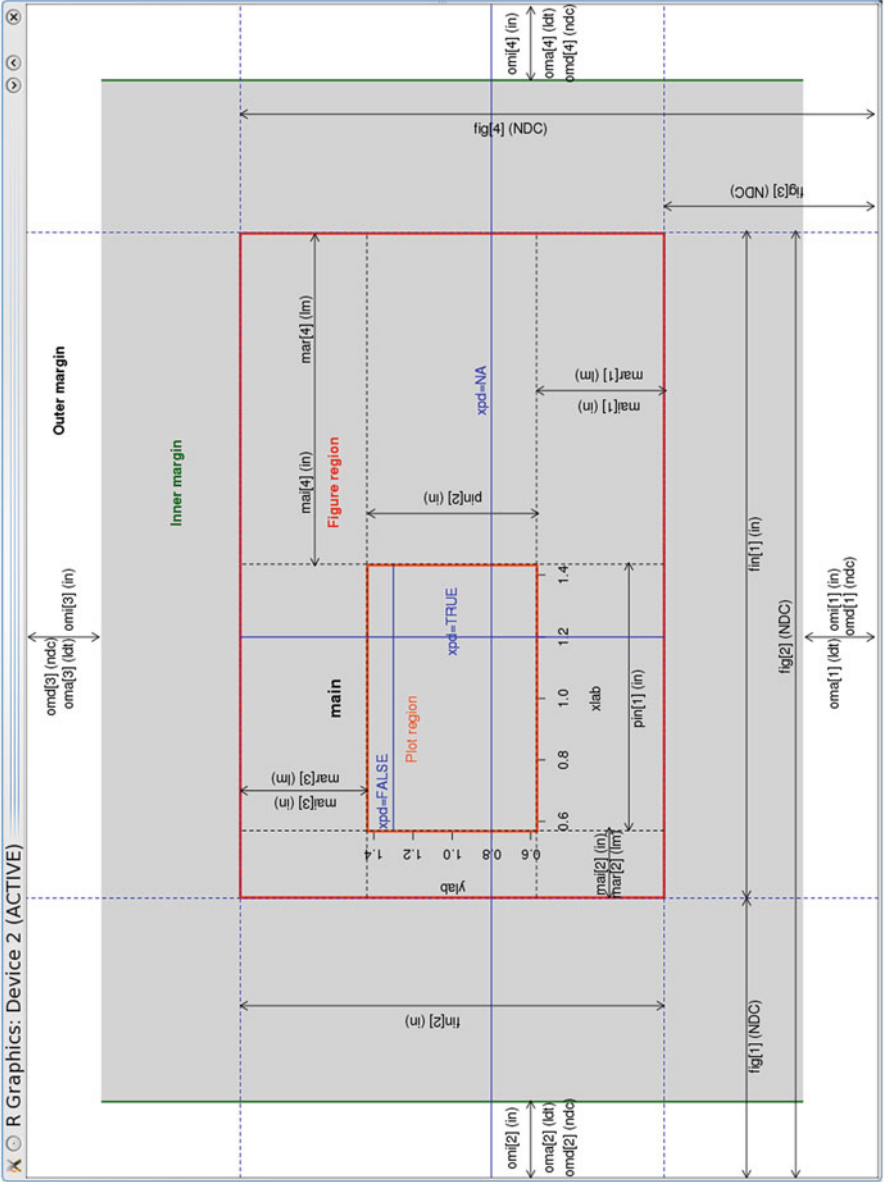 R Graphics: Device 2 (ACTIVE)
Outer margin
omd[3] (ndc)
oma[3] (ldt)
omi[3] (in)
Inner margin
mai[3] (in)
mar[3] (lm)
main
mai[4] (in)
mar[4] (lm)
Figure region
xpd=FALSE
Plot region
xpd=TRUE
xpd=NA
pin[2] (in)
fin[2] (in)
ylab
0.6
0.8
1.0
1.2
1.4
0.6
0.8
1.0
1.2
1.4
xlab
mai[2] (in)
mar[2] (lm)
pin[1] (in)
mai[1] (in)
mar[1] (lm)
omi[2] (in)
oma[2] (ldt)
omd[2] (ndc)
omi[4] (in)
oma[4] (ldt)
omd[4] (ndc)
fig[4] (NDC)
fig[3] (NDC)
fig[1] (NDC)
fin[1] (in)
fig[2] (NDC)
oma[1] (ldt)
omi[1] (in)
omd[1] (ndc)